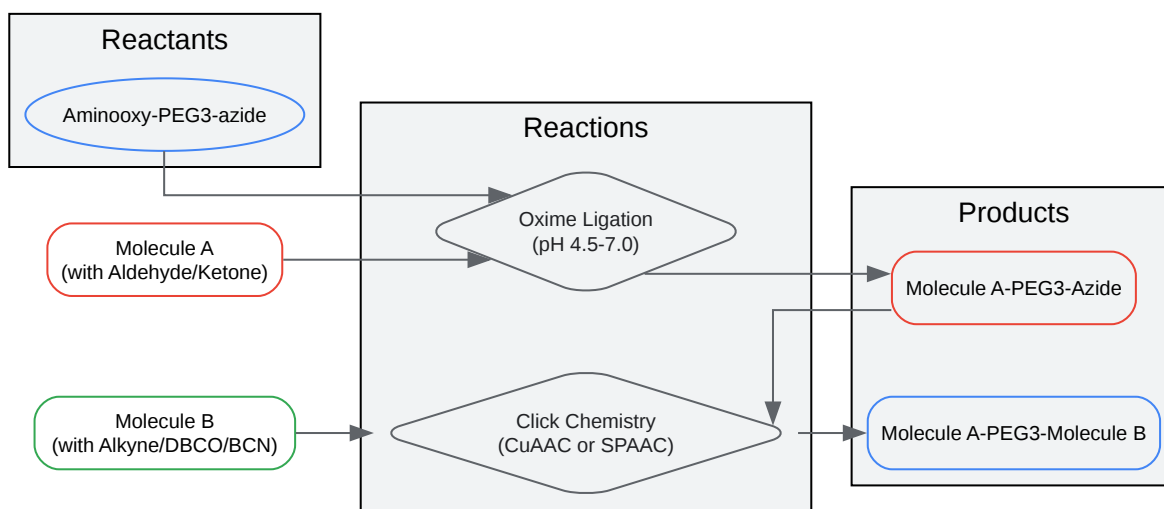 Reactants
Aminooxy-PEG3-azide
Reactions
Oxime Ligation
(pH 4.5-7.0)
Molecule A
(with Aldehyde/Ketone)
Products
Molecule A-PEG3-Azide
Molecule B
(with Alkyne/DBCO/BCN)
Click Chemistry
(CuAAC or SPAAC)
Molecule A-PEG3-Molecule B